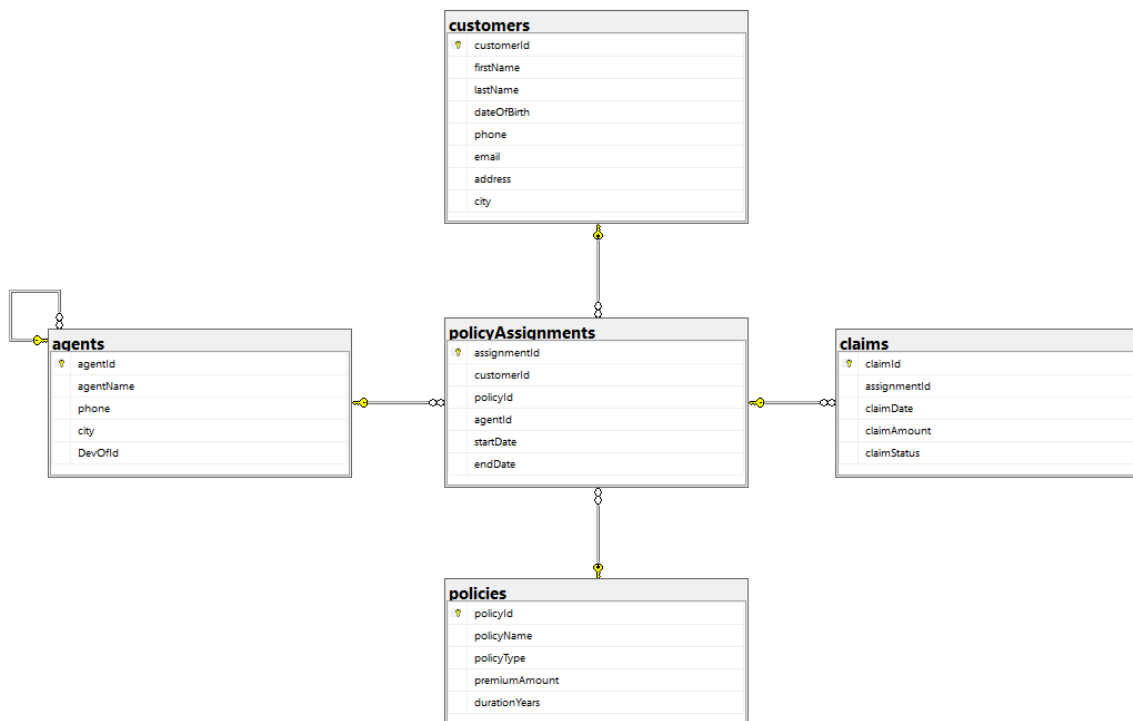 customers
customerId
firstName
lastName
dateOfBirth
phone
email
address
city
agents
agentId
agentName
phone
city
DevOfId
policyAssignments
assignmentId
customerId
policyId
agentId
startDate
endDate
claims
claimId
assignmentId
claimDate
claimAmount
claimStatus
policies
policyId
policyName
policyType
premiumAmount
durationYears